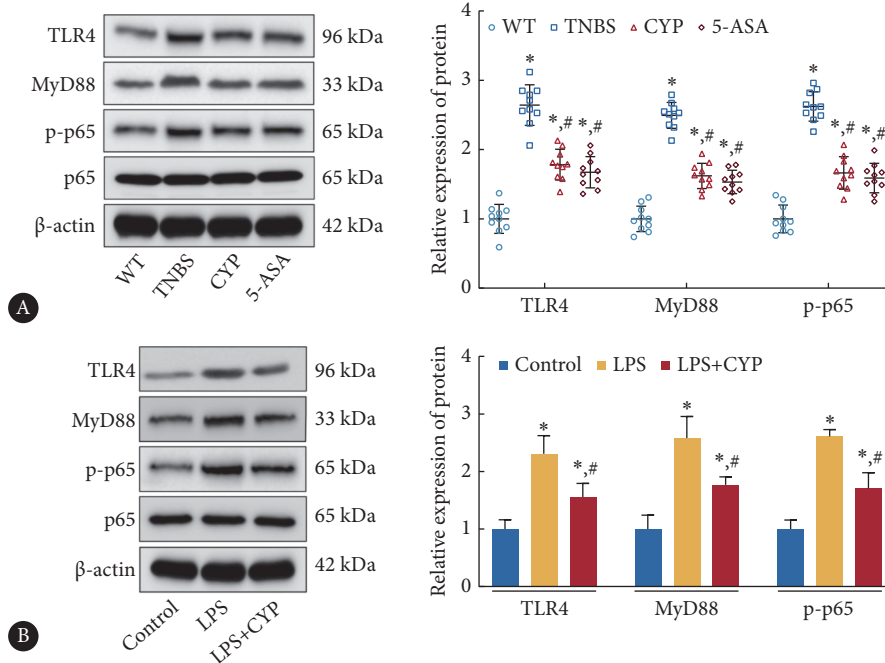 TLR4 96 kDa
MyD88 33 kDa
p-p65 65 kDa
p65 65 kDa
β-actin 42 kDa
WT TNBS CYP 5-ASA
A
Relative expression of protein
WT TNBS CYP 5-ASA
4
3
2
1
0
* *,# *,#
* *,# *,#
* *,# *,#
TLR4 MyD88 p-p65
TLR4 96 kDa
MyD88 33 kDa
p-p65 65 kDa
p65 65 kDa
β-actin 42 kDa
Control LPS LPS+CYP
B
Relative expression of protein
Control LPS LPS+CYP
4
3
2
1
0
* *,#
* *,#
* *,#
TLR4 MyD88 p-p65